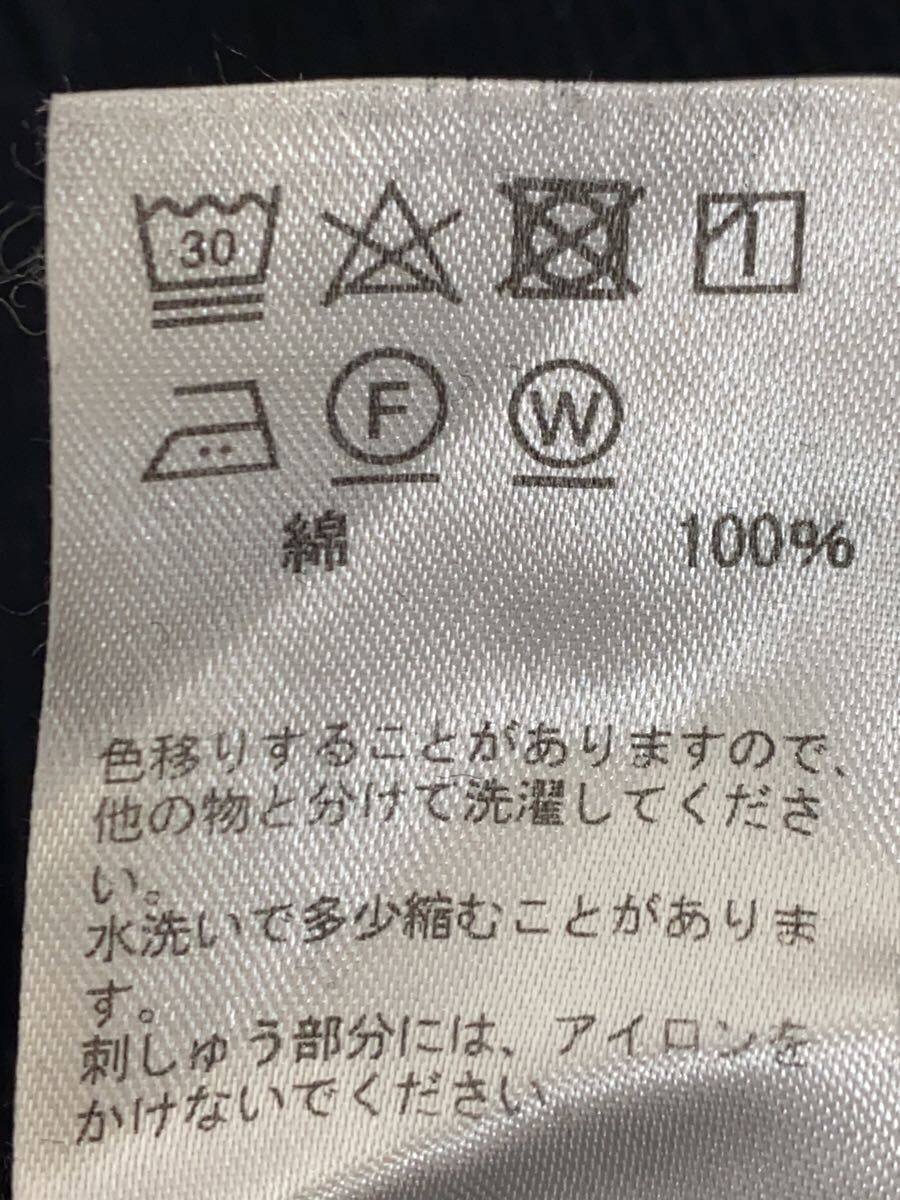 30
F W
綿 100%
色移りすることがありますので、
他の物と分けて洗濯してくださ
い。
水洗いで多少縮むことがありま
す。
刺しゅう部分には、アイロンを
かけないでください